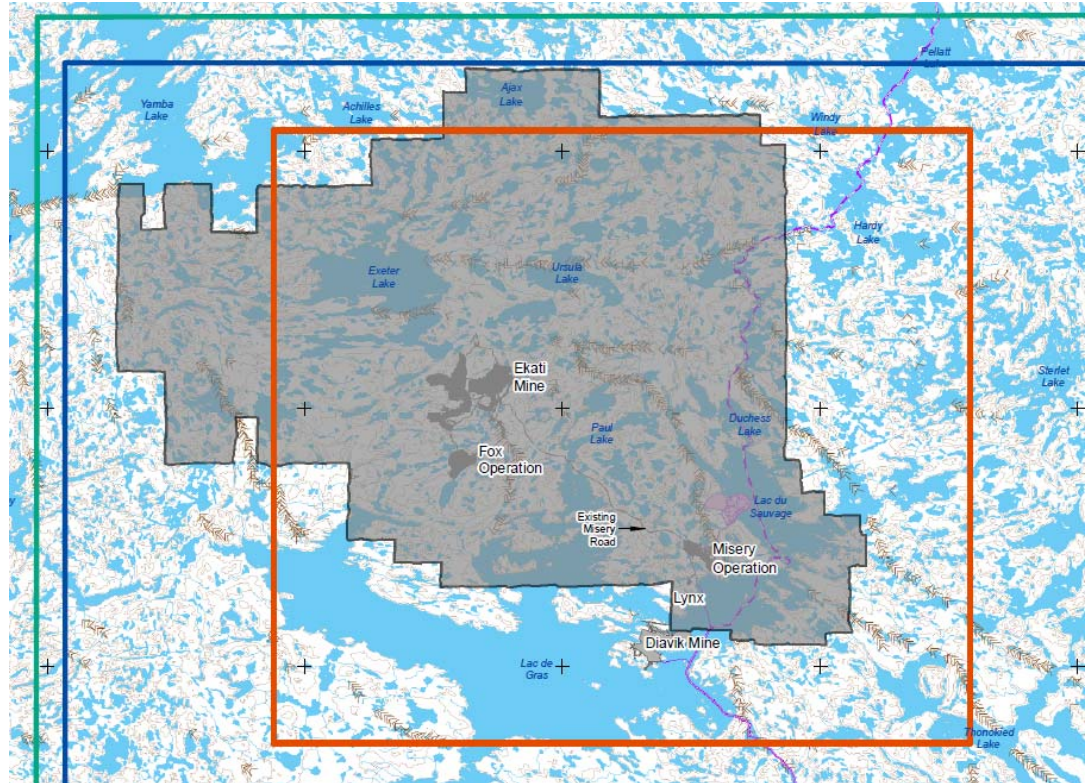 Pellatt
Ajax
Lake
Yamba
Lake
Achilles
Lake
Windy
Lake
Hardy
Lake
Exeter
Lake
Ursula
Lake
Ekati
Mine
Sterlet
Lake
Paul
Lake
Duchess
Lake
Fox
Operation
Lac du
Sauvage
Existing
Misery
Road
Misery
Operation
Lynx
Diavik Mine
Lac de
Gras
Thonokied
Lake